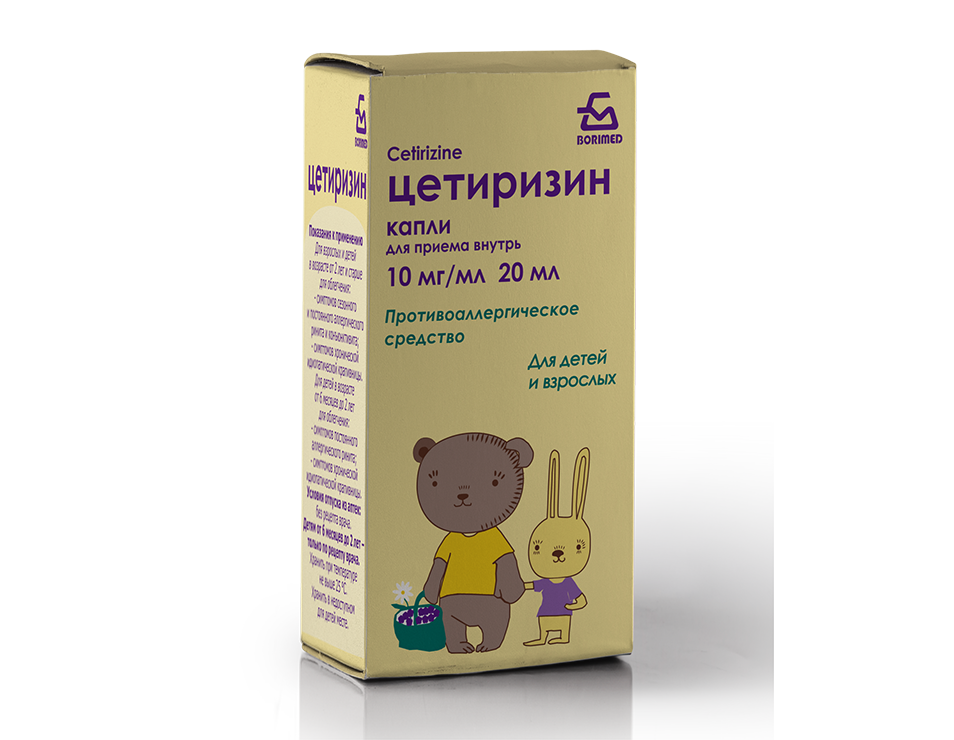 BORIMED
цетиризин
Показания к применению
Для взрослых и детей
в возрасте от 2 лет и старше
для облегчения:
- симптомов сезонного
и постоянного аллергического
ринита и конъюнктивита;
- симптомов хронической
идиопатической крапивницы.
Для детей в возрасте
от 6 месяцев до 2 лет
для облегчения:
- симптомов постоянного
аллергического ринита;
- симптомов хронической
идиопатической крапивницы.
Условия отпуска из аптек:
без рецепта врача.
Детям от 6 месяцев до 2 лет –
только по рецепту врача.
Хранить при температуре
не выше 25 °C.
Хранить в недоступном
для детей месте.
BORIMED
Cetirizine
цетиризин
капли
для приема внутрь
10 мг/мл 20 мл
Противоаллергическое
средство
Для детей
и взрослых